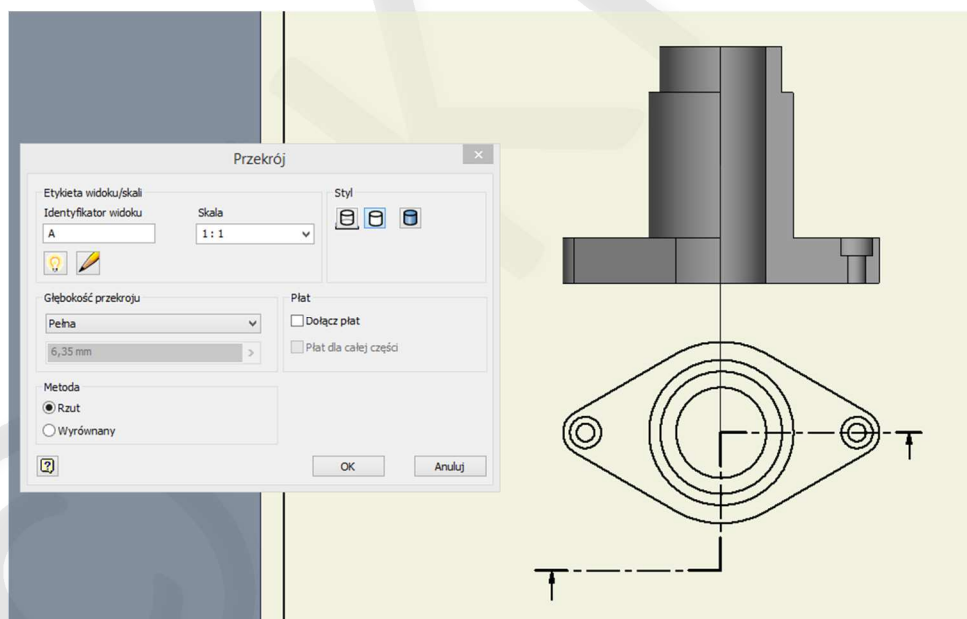 Przekrój
Etykieta widoku/skali
Styl
Identyfikator widoku
Skala
A
1 : 1
Głębokość przekroju
Płat
Pełna
Dołącz płat
6,35 mm
Płat dla całej części
Metoda
Rzut
Wyrównany
OK
Anuluj